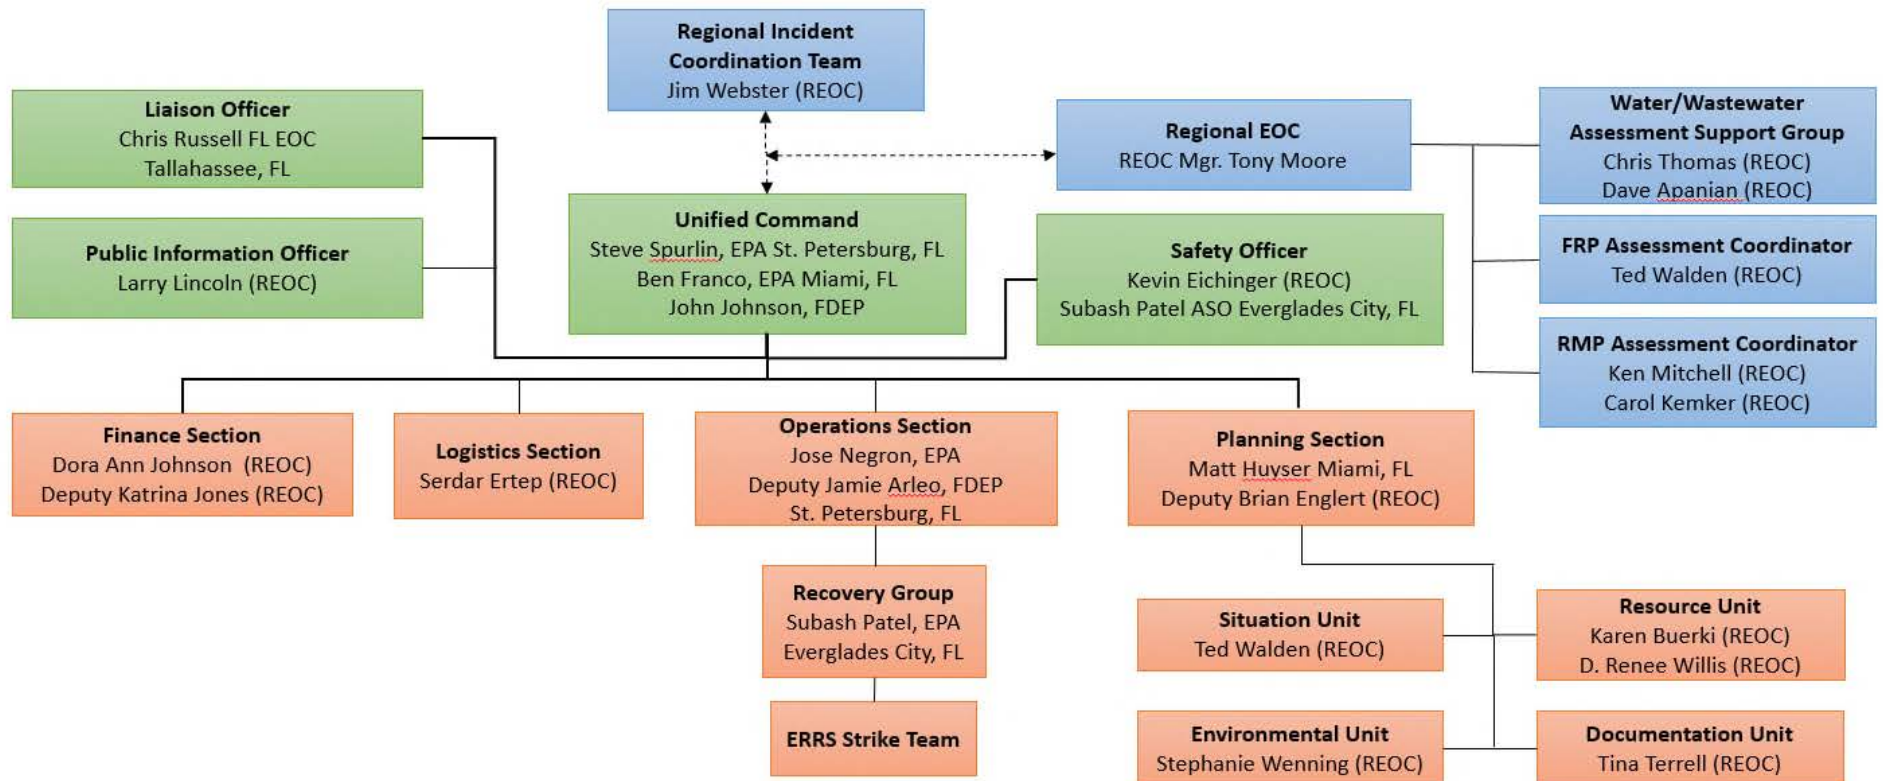 Regional Incident
Coordination Team
Jim Webster (REOC)
Liaison Officer
Chris Russell FL EOC
Tallahassee, FL
Public Information Officer
Larry Lincoln (REOC)
Unified Command
Steve Spurlin, EPA St. Petersburg, FL
Ben Franco, EPA Miami, FL
John Johnson, FDEP
Regional EOC
REOC Mgr. Tony Moore
Safety Officer
Kevin Eichinger (REOC)
Subash Patel ASO Everglades City, FL
Water/Wastewater
Assessment Support Group
Chris Thomas (REOC)
Dave Apanian (REOC)
FRP Assessment Coordinator
Ted Walden (REOC)
RMP Assessment Coordinator
Ken Mitchell (REOC)
Carol Kemker (REOC)
Finance Section
Dora Ann Johnson (REOC)
Deputy Katrina Jones (REOC)
Logistics Section
Serdar Ertep (REOC)
Operations Section
Jose Negron, EPA
Deputy Jamie Arleo, FDEP
St. Petersburg, FL
Planning Section
Matt Huyser Miami, FL
Deputy Brian Englert (REOC)
Recovery Group
Subash Patel, EPA
Everglades City, FL
ERRS Strike Team
Situation Unit
Ted Walden (REOC)
Resource Unit
Karen Buerki (REOC)
D. Renee Willis (REOC)
Environmental Unit
Stephanie Wenning (REOC)
Documentation Unit
Tina Terrell (REOC)